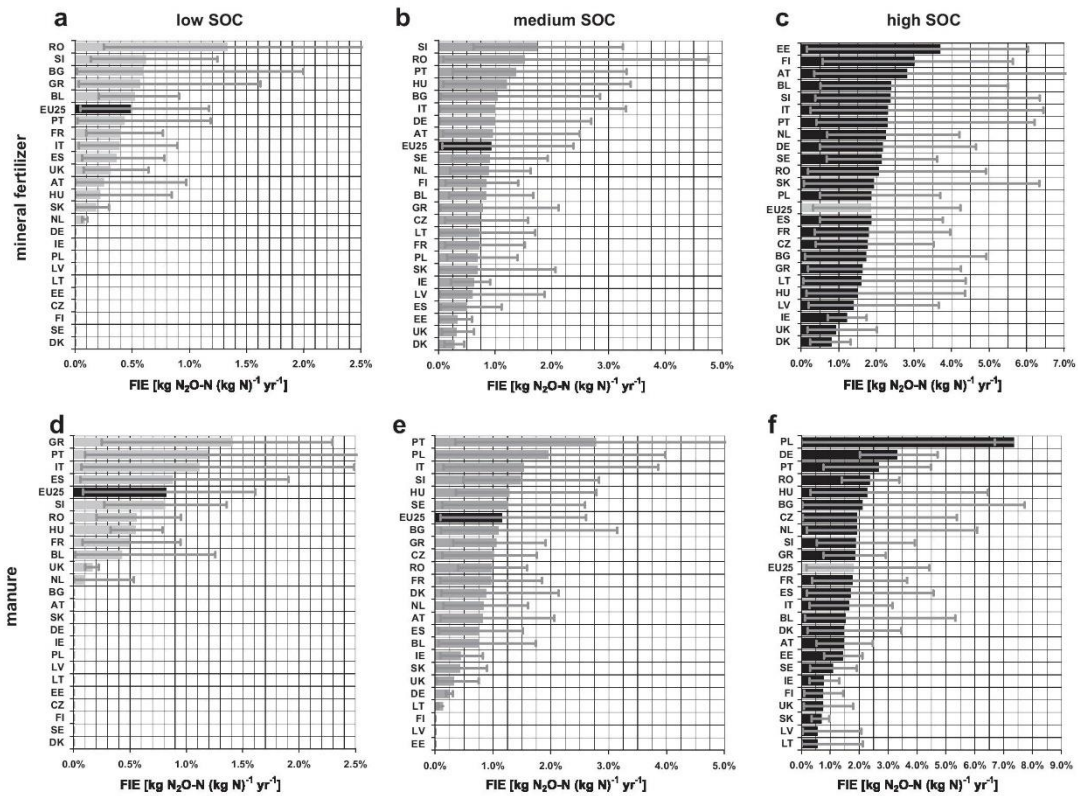 low SOC
medium SOC
high SOC
mineral fertilizer
a
RO
SI
BG
GR
BL
EU25
PT
FR
IT
ES
UK
AT
HU
SK
NL
DE
IE
PL
LV
LT
EE
CZ
FI
SE
DK
0.0% 0.5% 1.0% 1.5% 2.0% 2.5%
FIE [kg N₂O-N (kg N)⁻¹ yr⁻¹]
b
SI
RO
PT
HU
BG
IT
DE
AT
EU25
SE
NL
FI
BL
GR
CZ
LT
FR
PL
SK
IE
LV
ES
EE
UK
DK
0.0% 1.0% 2.0% 3.0% 4.0% 5.0%
FIE [kg N₂O-N (kg N)⁻¹ yr⁻¹]
c
EE
FI
AT
BL
SI
IT
PT
NL
DE
SE
RO
SK
PL
EU25
ES
FR
CZ
BG
GR
LT
HU
LV
IE
UK
DK
0.0% 1.0% 2.0% 3.0% 4.0% 5.0% 6.0% 7.0%
FIE [kg N₂O-N (kg N)⁻¹ yr⁻¹]
manure
d
GR
PT
IT
ES
EU25
SI
RO
HU
FR
BL
UK
NL
BG
AT
SK
DE
IE
PL
LV
LT
EE
CZ
FI
SE
DK
0.0% 0.5% 1.0% 1.5% 2.0% 2.5%
FIE [kg N₂O-N (kg N)⁻¹ yr⁻¹]
e
PT
PL
IT
SI
HU
SE
EU25
BG
GR
CZ
RO
FR
DK
NL
AT
ES
BL
IE
SK
UK
DE
LT
FI
LV
EE
0.0% 1.0% 2.0% 3.0% 4.0% 5.0%
FIE [kg N₂O-N (kg N)⁻¹ yr⁻¹]
f
PL
DE
PT
RO
HU
BG
CZ
NL
SI
GR
EU25
FR
ES
IT
BL
DK
AT
EE
SE
IE
FI
UK
SK
LV
LT
0.0% 1.0% 2.0% 3.0% 4.0% 5.0% 6.0% 7.0% 8.0% 9.0%
FIE [kg N₂O-N (kg N)⁻¹ yr⁻¹]